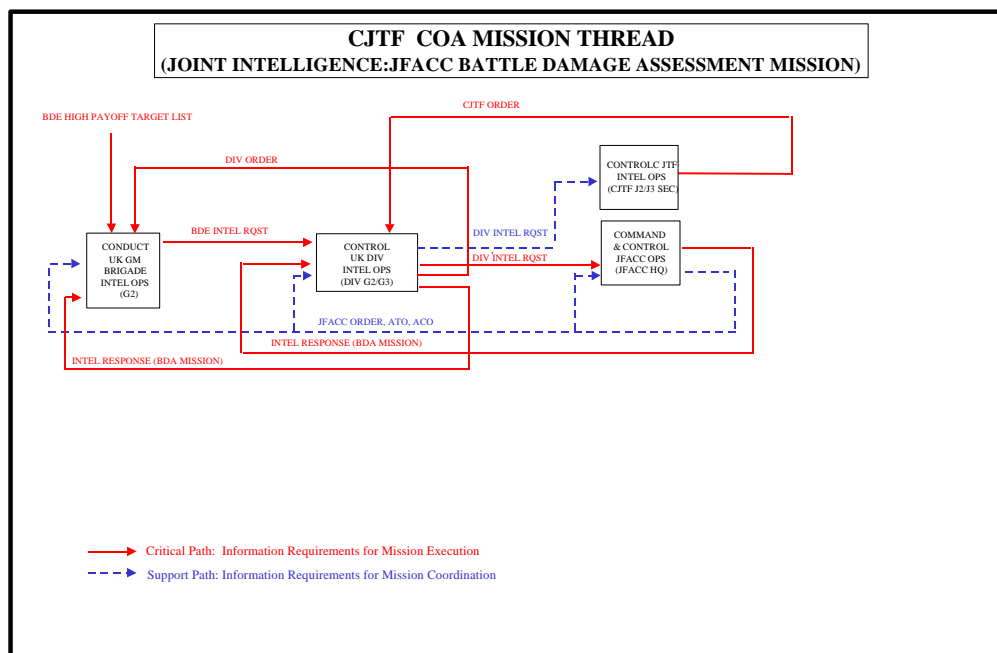 CJTF COA MISSION THREAD
(JOINT INTELLIGENCE:JFACC BATTLE DAMAGE ASSESSMENT MISSION)
CJTF ORDER
BDE HIGH PAYOFF TARGET LIST
DIV ORDER
CONTROLC JTF
INTEL OPS
(CJTF J2/J3 SEC)
CONDUCT
UK GM
BRIGADE
INTEL OPS
(G2)
BDE INTEL RQST
CONTROL
UK DIV
INTEL OPS
(DIV G2/G3)
DIV INTEL RQST
DIV INTEL RQST
COMMAND
& CONTROL
JFACC OPS
(JFACC HQ)
JFACC ORDER, ATO, ACO
INTEL RESPONSE (BDA MISSION)
INTEL RESPONSE (BDA MISSION)
Critical Path: Information Requirements for Mission Execution
Support Path: Information Requirements for Mission Coordination